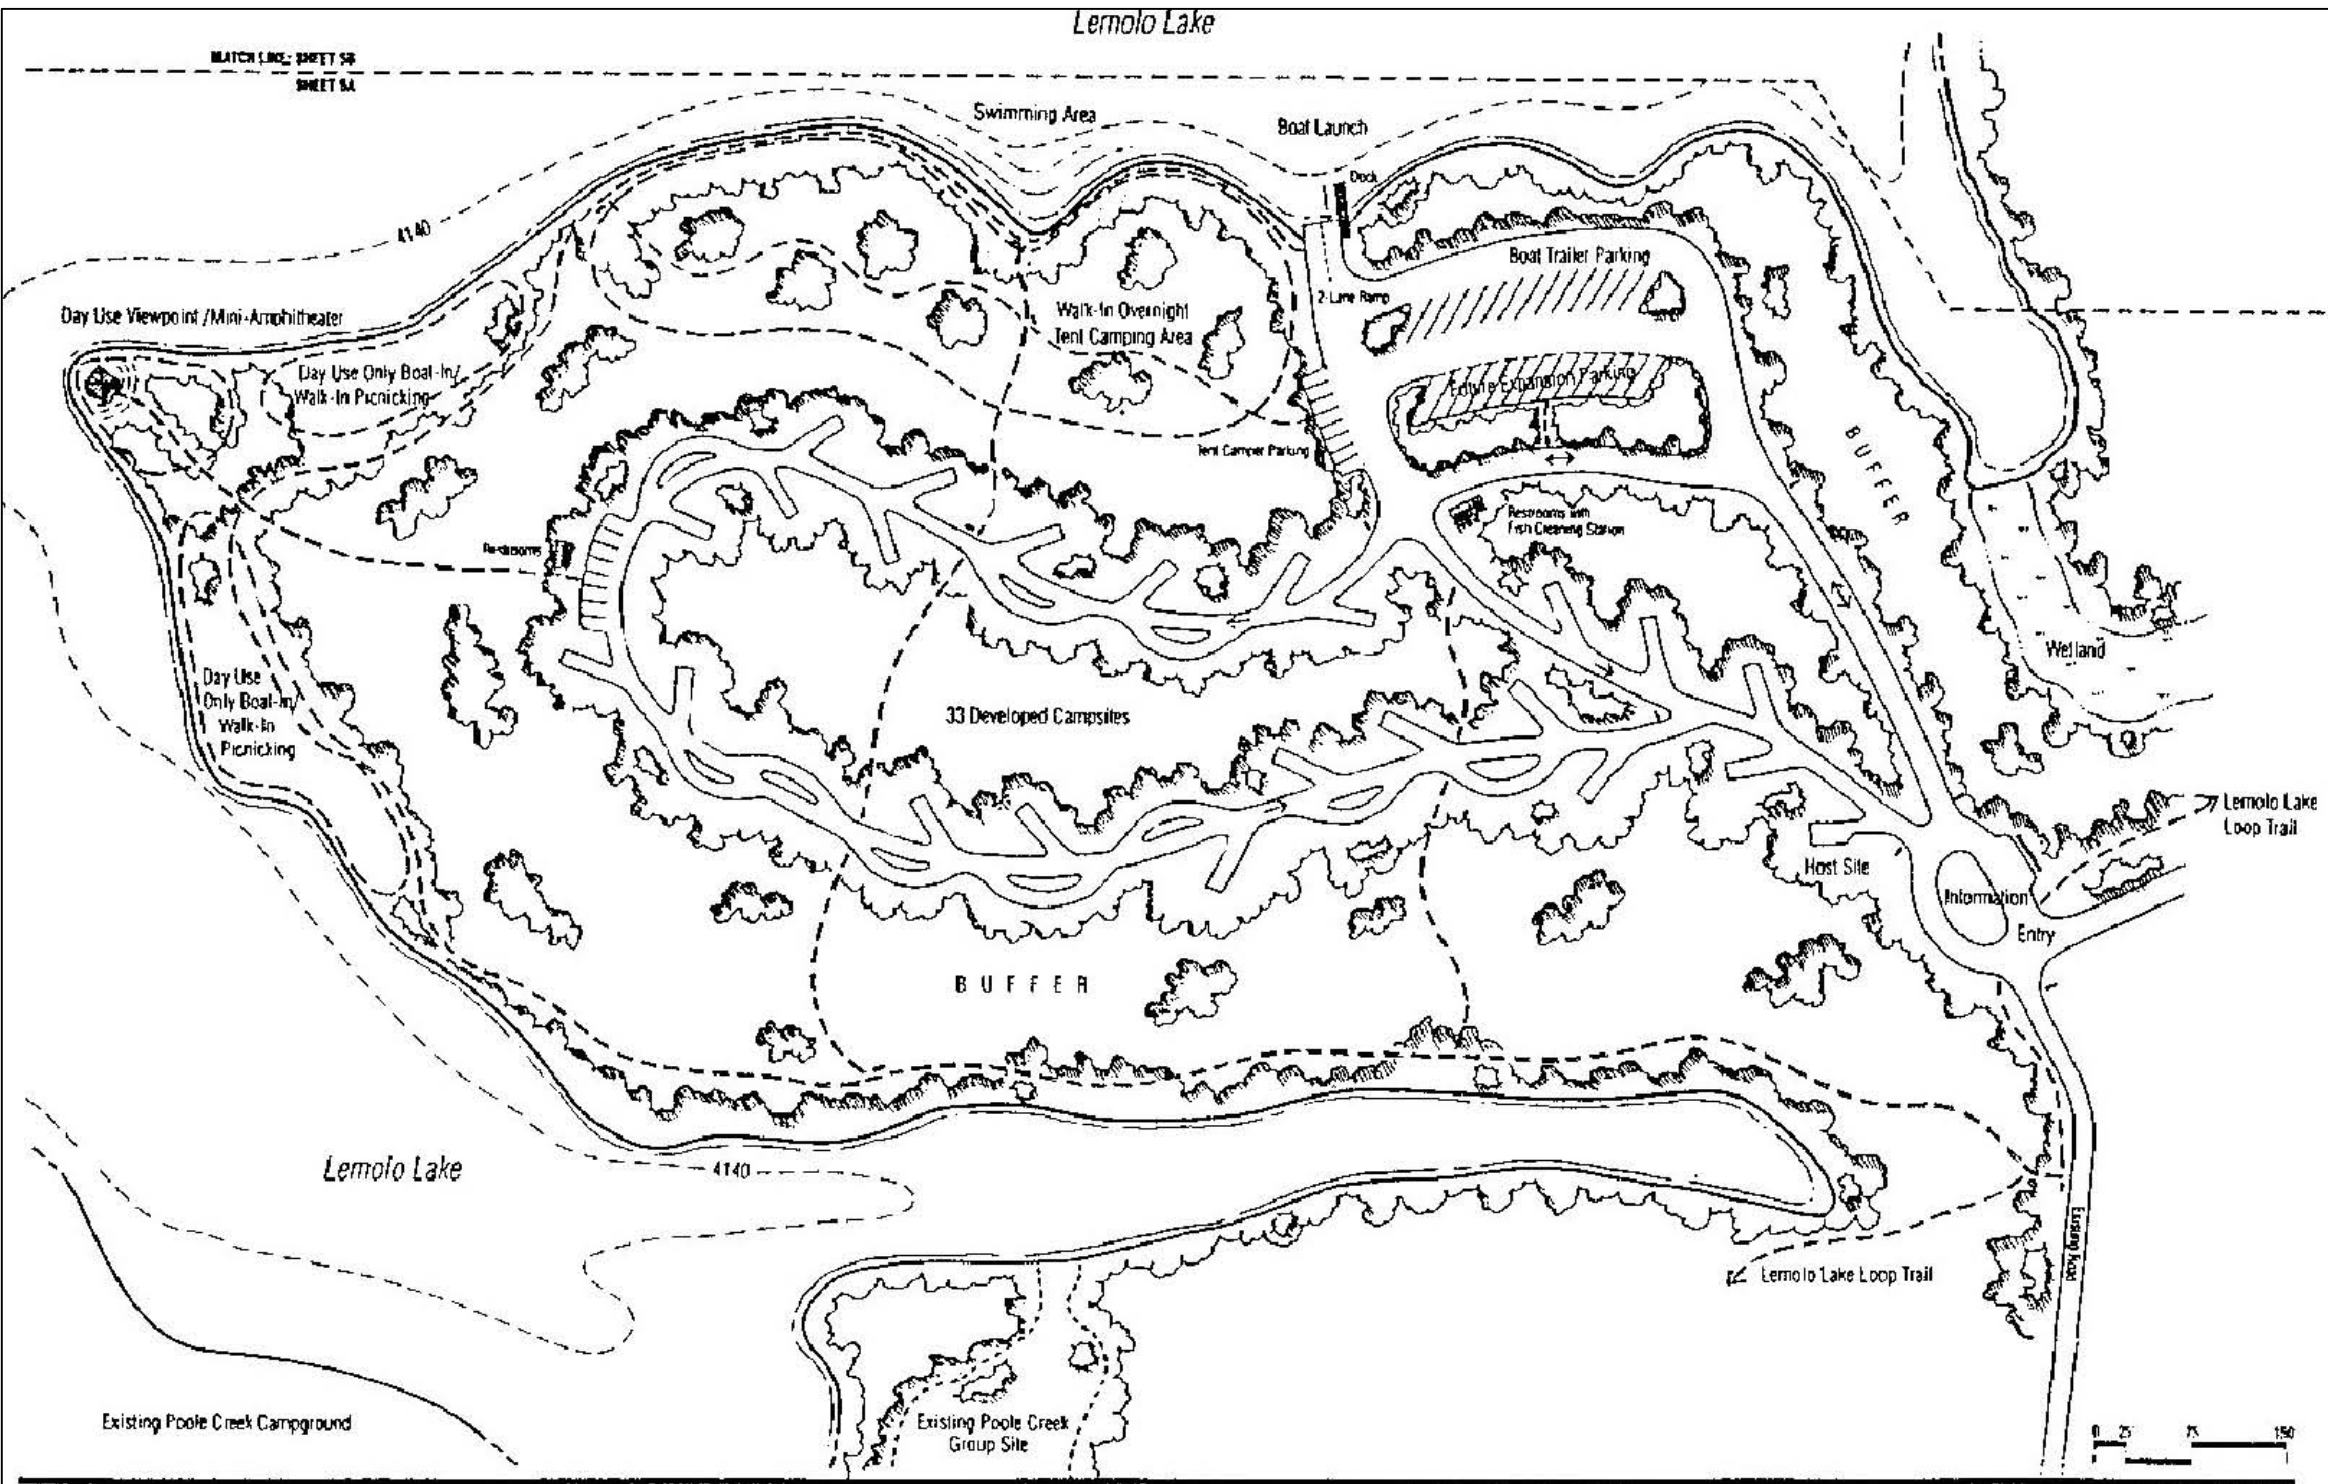 Lemolo Lake
MATCH LINE: SHEET 5B
SHEET 5A
Swimming Area
Boat Launch
Dock
4140
Boat Trailer Parking
2-Lane Ramp
Day Use Viewpoint/Mini-Amphitheater
Walk-In Overnight
Tent Camping Area
Day Use Only Boat-In/
Walk-In Picnicking
Future Expansion Parking
BUFFER
Tent Camper Parking
Restrooms with
Fish Cleaning Station
Restrooms
Wetland
Day Use
Only Boat-In/
Walk-In
Picnicking
33 Developed Campsites
Lemolo Lake
Loop Trail
Host Site
Information
Entry
BUFFER
Lemolo Lake
4140
Existing Road
Lemolo Lake Loop Trail
Existing Poole Creek Campground
Existing Poole Creek
Group Site
0 25 75 150